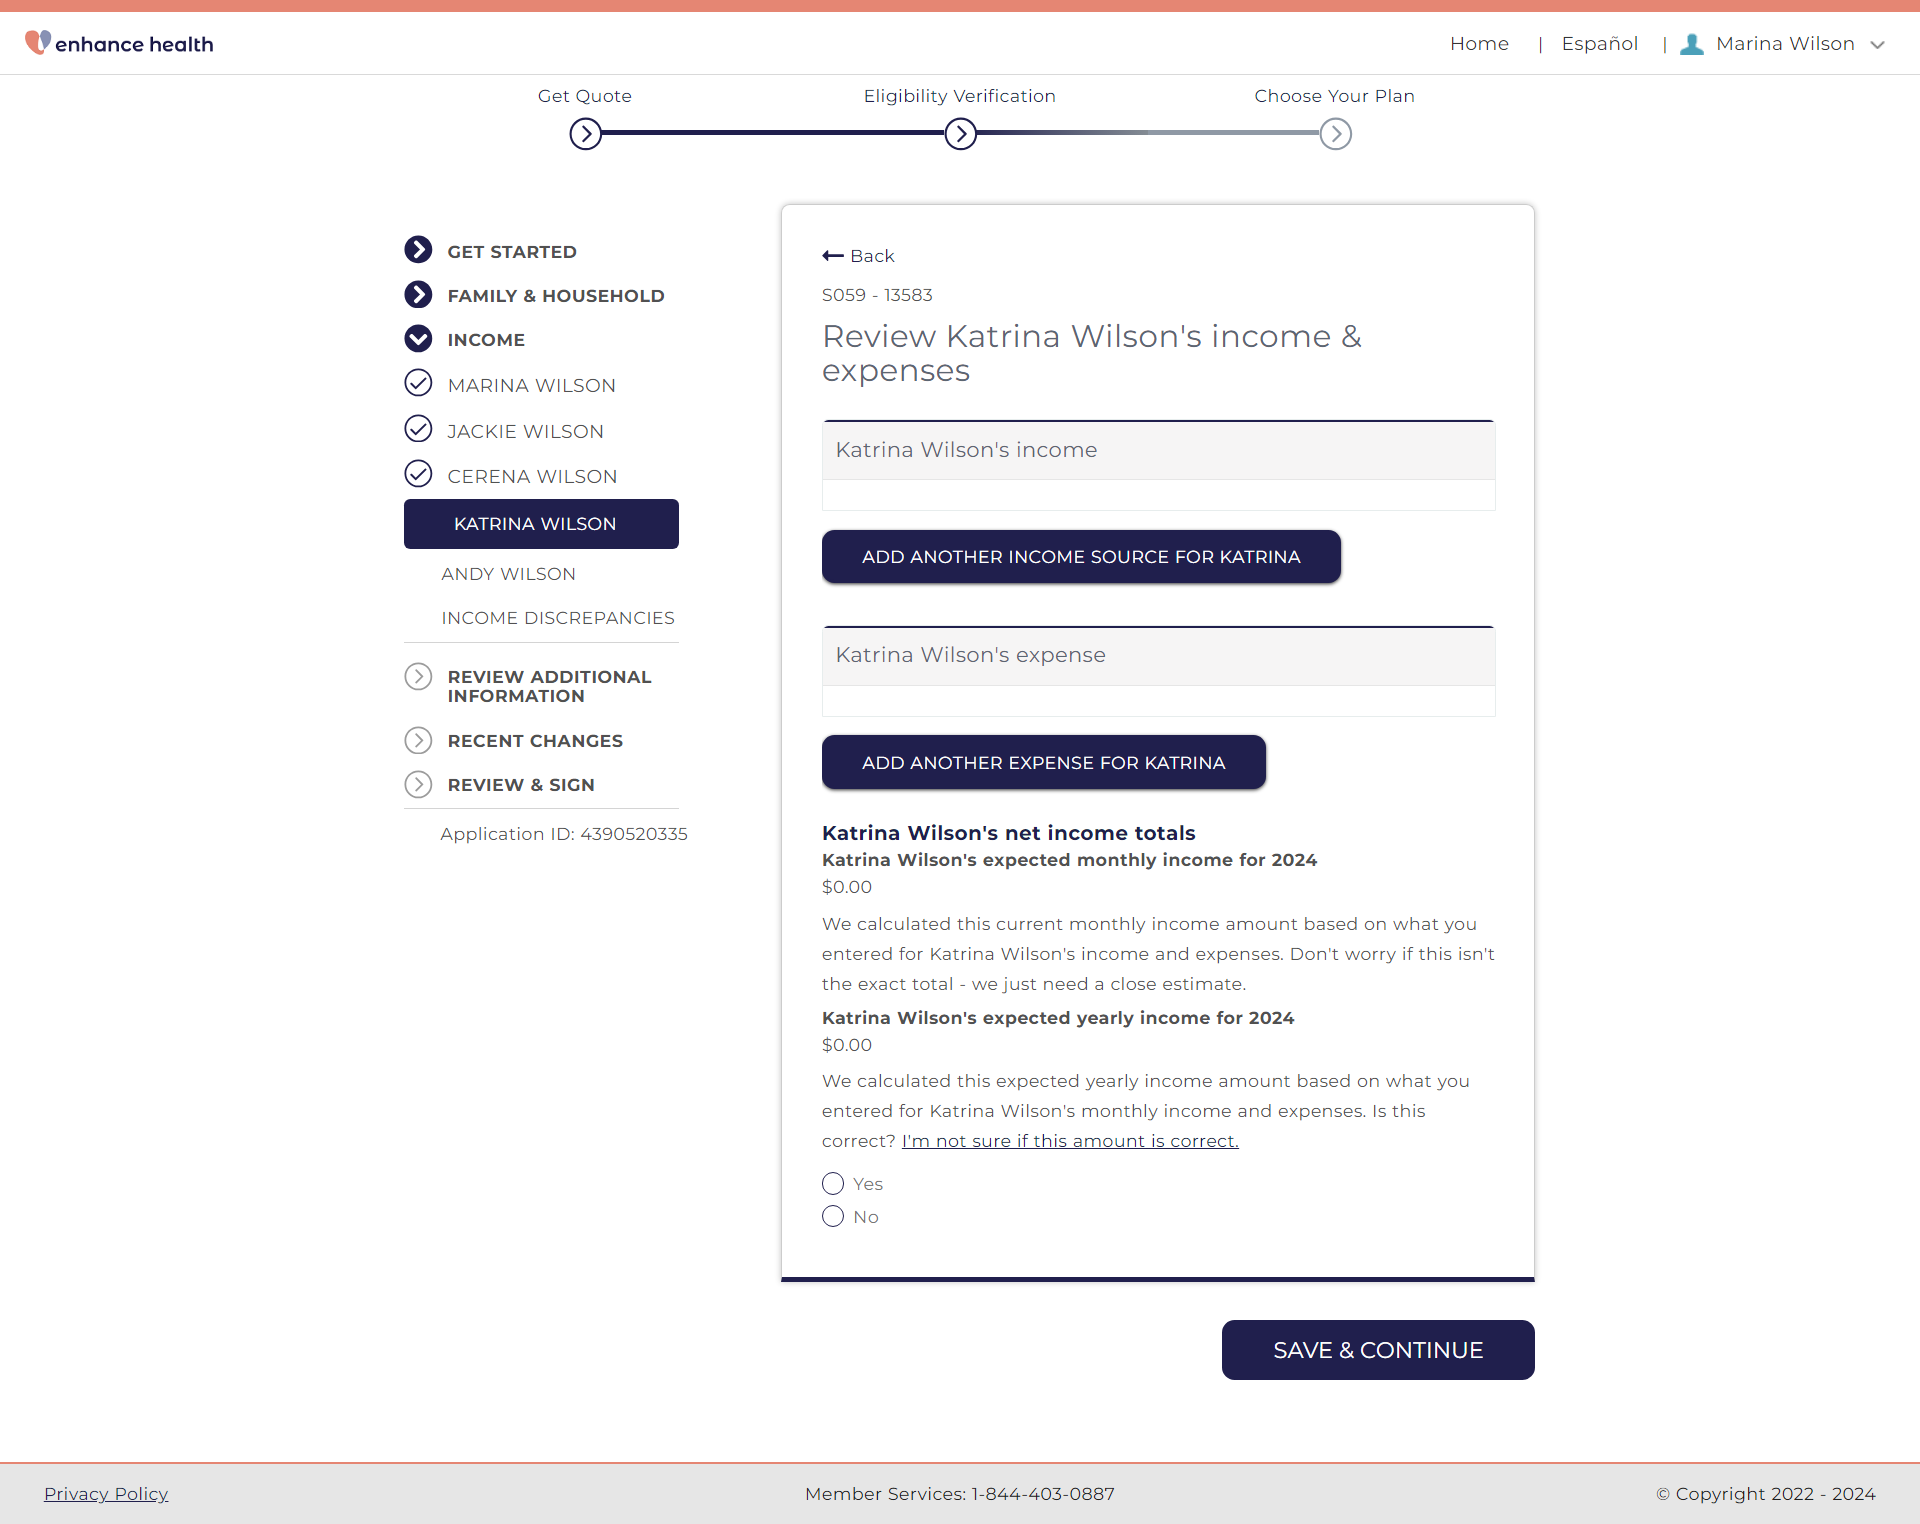 enhance health
Home | Español | Marina Wilson
Get Quote
Eligibility Verification
Choose Your Plan
GET STARTED
FAMILY & HOUSEHOLD
INCOME
MARINA WILSON
JACKIE WILSON
CERENA WILSON
KATRINA WILSON
ANDY WILSON
INCOME DISCREPANCIES
REVIEW ADDITIONAL
INFORMATION
RECENT CHANGES
REVIEW & SIGN
Application ID: 4390520335
Back
S059 - 13583
Review Katrina Wilson's income &
expenses
Katrina Wilson's income
ADD ANOTHER INCOME SOURCE FOR KATRINA
Katrina Wilson's expense
ADD ANOTHER EXPENSE FOR KATRINA
Katrina Wilson's net income totals
Katrina Wilson's expected monthly income for 2024
$0.00
We calculated this current monthly income amount based on what you
entered for Katrina Wilson's income and expenses. Don't worry if this isn't
the exact total - we just need a close estimate.
Katrina Wilson's expected yearly income for 2024
$0.00
We calculated this expected yearly income amount based on what you
entered for Katrina Wilson's monthly income and expenses. Is this
correct? I'm not sure if this amount is correct.
Yes
No
SAVE & CONTINUE
Privacy Policy
Member Services: 1-844-403-0887
© Copyright 2022 - 2024